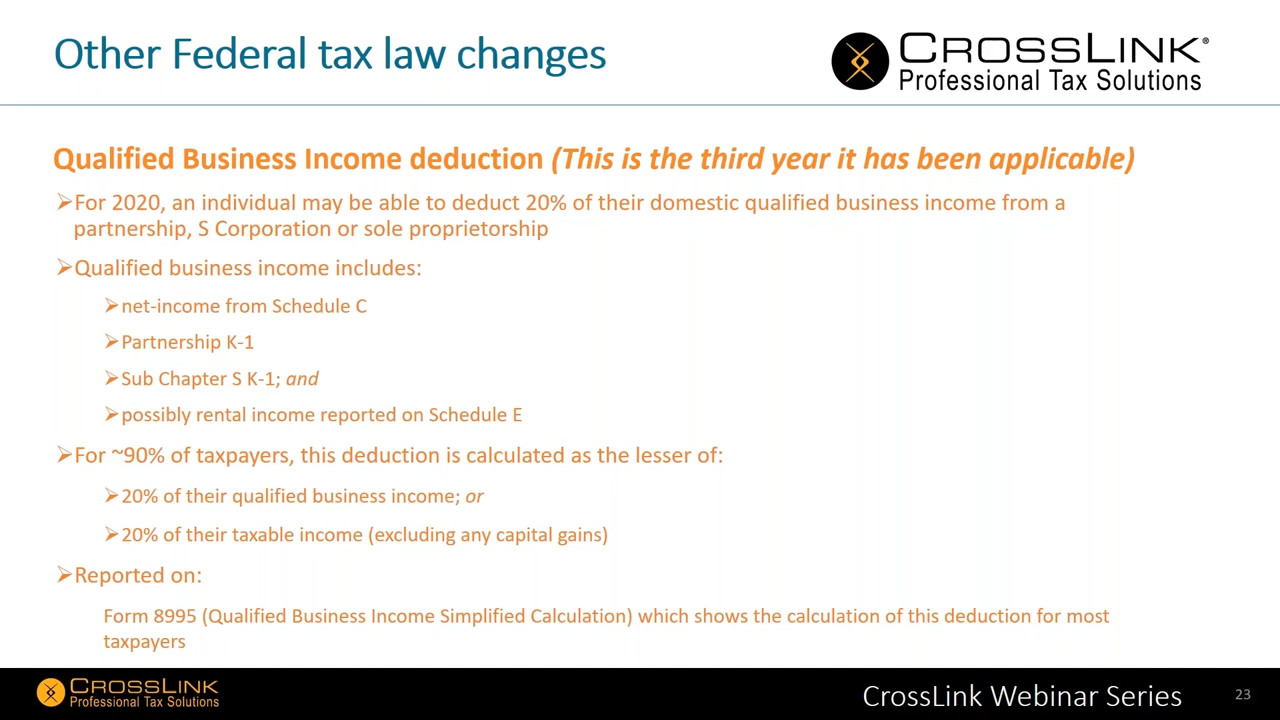 Other Federal tax law changes
CROSSLINK®
Professional Tax Solutions
Qualified Business Income deduction (This is the third year it has been applicable)
➢For 2020, an individual may be able to deduct 20% of their domestic qualified business income from a
partnership, S Corporation or sole proprietorship
➢Qualified business income includes:
➢net-income from Schedule C
➢Partnership K-1
➢Sub Chapter S K-1; and
➢possibly rental income reported on Schedule E
➢For ~90% of taxpayers, this deduction is calculated as the lesser of:
➢20% of their qualified business income; or
➢20% of their taxable income (excluding any capital gains)
➢Reported on:
Form 8995 (Qualified Business Income Simplified Calculation) which shows the calculation of this deduction for most
taxpayers
CROSSLINK
Professional Tax Solutions
CrossLink Webinar Series
23